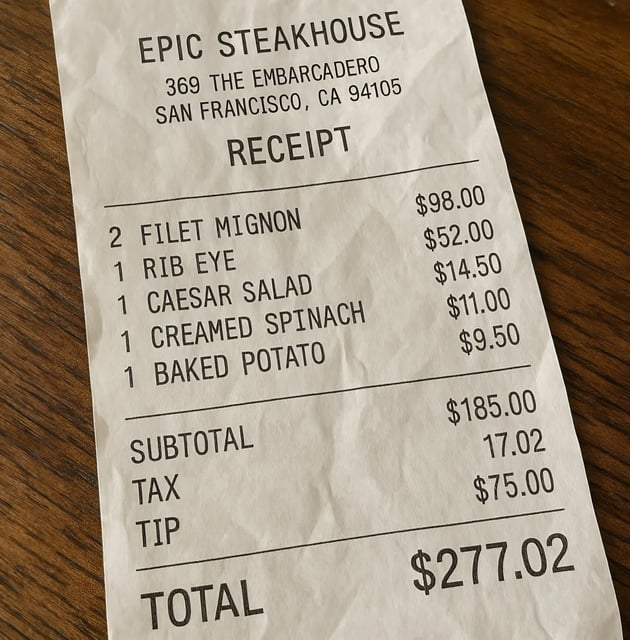 EPIC STEAKHOUSE
369 THE EMBARCADERO
SAN FRANCISCO, CA 94105
RECEIPT
2 FILET MIGNON $98.00
1 RIB EYE $52.00
1 CAESAR SALAD $14.50
1 CREAMED SPINACH $11.00
1 BAKED POTATO $9.50
SUBTOTAL $185.00
TAX 17.02
TIP $75.00
TOTAL $277.02